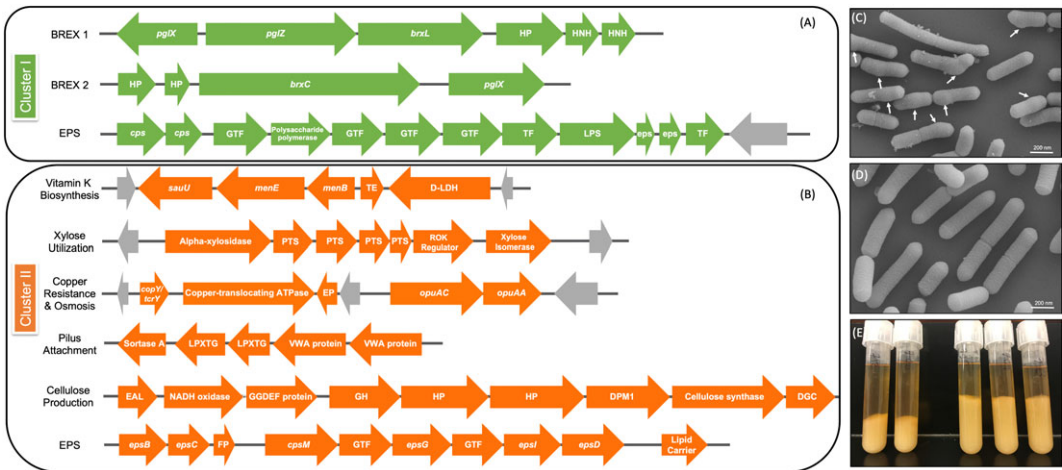 (A)
Cluster I
BREX 1
pglX pglZ brxL HP HNH HNH
BREX 2
HP HP brxC pglX
EPS
cps cps GTF Polysaccharide polymerase GTF GTF GTF TF LPS eps eps TF
(B)
Cluster II
Vitamin K
Biosynthesis
sauU menE menB TE D-LDH
Xylose
Utilization
Alpha-xylosidase PTS PTS PTS PTS ROK Regulator Xylose Isomerase
Copper
Resistance
& Osmosis
copY/ tcrY Copper-translocating ATPase EP opuAC opuAA
Pilus
Attachment
Sortase A LPXTG LPXTG VWA protein VWA protein
Cellulose
Production
EAL NADH oxidase GGDEF protein GH HP HP DPM1 Cellulose synthase DGC
EPS
epsB epsC FP cpsM GTF epsG GTF epsI epsD Lipid Carrier
(C)
200 nm
(D)
200 nm
(E)